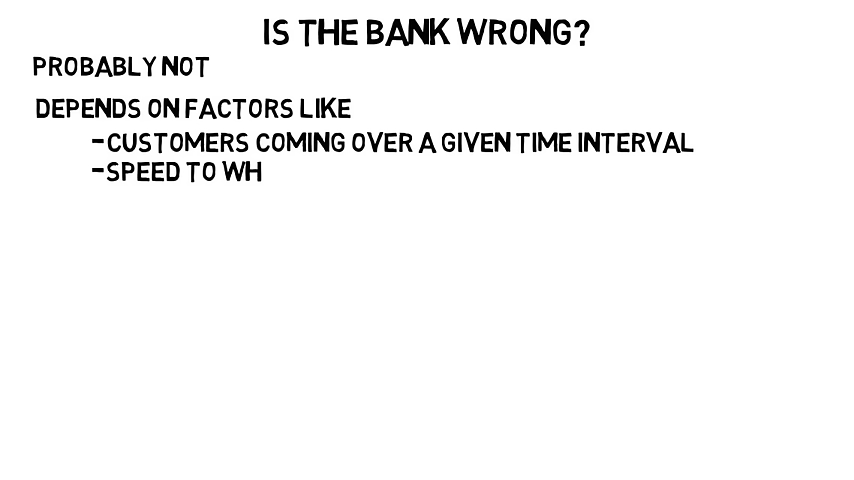 IS THE BANK WRONG?
PROBABLY NOT
DEPENDS ON FACTORS LIKE
-CUSTOMERS COMING OVER A GIVEN TIME INTERVAL
-SPEED TO WH